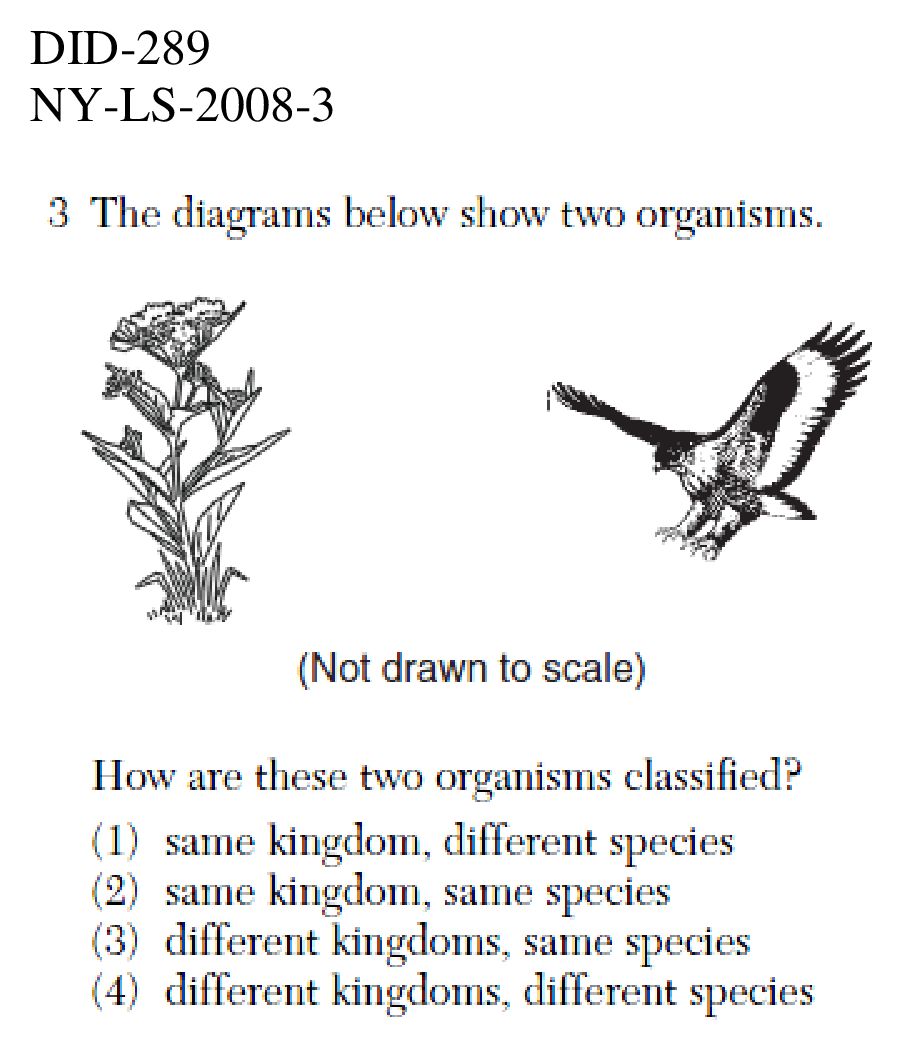 DID-289
NY-LS-2008-3
3 The diagrams below show two organisms.
(Not drawn to scale)
How are these two organisms classified?
(1) same kingdom, different species
(2) same kingdom, same species
(3) different kingdoms, same species
(4) different kingdoms, different species